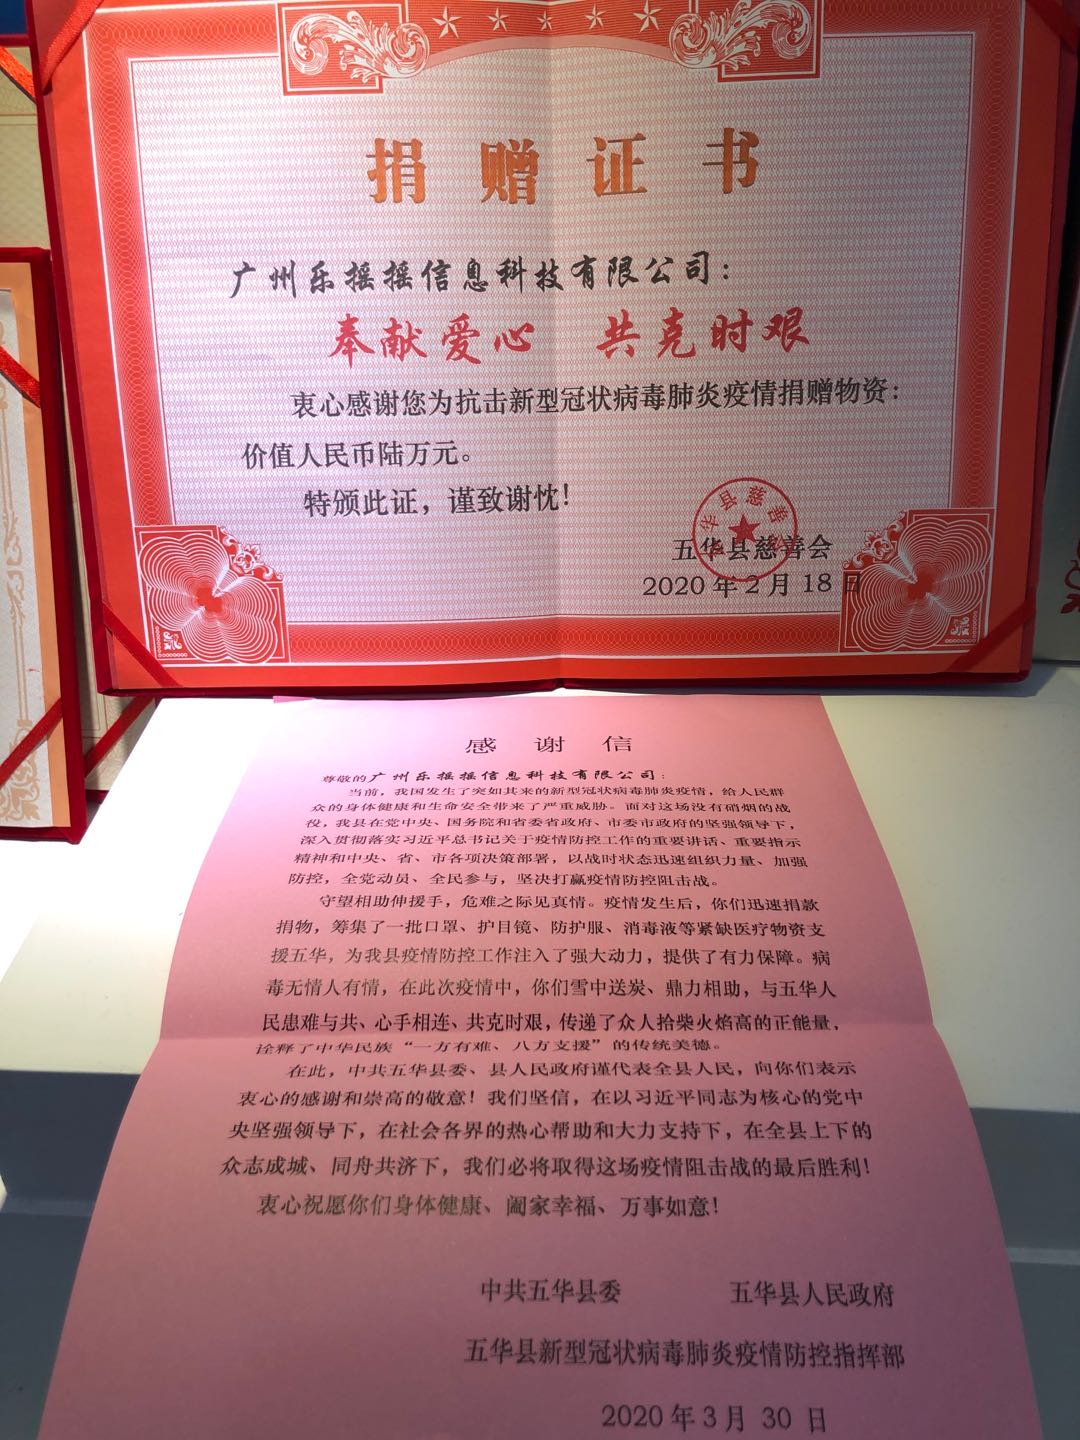 捐赠证书
广州乐摇摇信息科技有限公司：
奉献爱心 共克时艰
衷心感谢您为抗击新型冠状病毒肺炎疫情捐赠物资：
价值人民币陆万元。
特颁此证，谨致谢忱！
五华县慈善会
五华县慈善会
2020年2月18日
感谢信
尊敬的广州乐摇摇信息科技有限公司：
当前，我国发生了突如其来的新型冠状病毒肺炎疫情，给人民群
众的身体健康和生命安全带来了严重威胁。面对这场没有硝烟的战
役，我县在党中央、国务院和省委省政府、市委市政府的坚强领导下，
深入贯彻落实习近平总书记关于疫情防控工作的重要讲话、重要指示
精神和中央、省、市各项决策部署，以战时状态迅速组织力量、加强
防控，全党动员、全民参与，坚决打赢疫情防控阻击战。
守望相助伸援手，危难之际见真情。疫情发生后，你们迅速捐款
捐物，筹集了一批口罩、护目镜、防护服、消毒液等紧缺医疗物资支
援五华，为我县疫情防控工作注入了强大动力，提供了有力保障。病
毒无情人有情，在此次疫情中，你们雪中送炭、鼎力相助，与五华人
民患难与共、心手相连、共克时艰，传递了众人拾柴火焰高的正能量，
诠释了中华民族“一方有难、八方支援”的传统美德。
在此，中共五华县委、县人民政府谨代表全县人民，向你们表示
衷心的感谢和崇高的敬意！我们坚信，在以习近平同志为核心的党中
央坚强领导下，在社会各界的热心帮助和大力支持下，在全县上下的
众志成城、同舟共济下，我们必将取得这场疫情阻击战的最后胜利！
衷心祝愿你们身体健康、阖家幸福、万事如意！
中共五华县委 五华县人民政府
五华县新型冠状病毒肺炎疫情防控指挥部
2020年3月30日